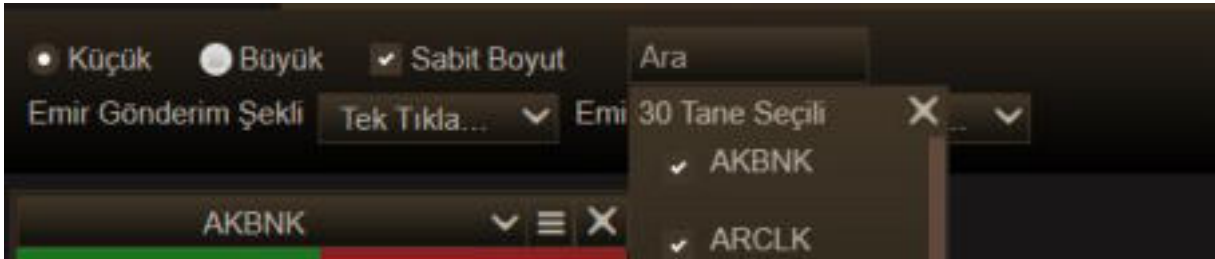 Küçük Büyük Sabit Boyut Ara
Emir Gönderim Şekli Tek Tıkla... Emi 30 Tane Seçili ...
AKBNK
AKBNK
ARCLK